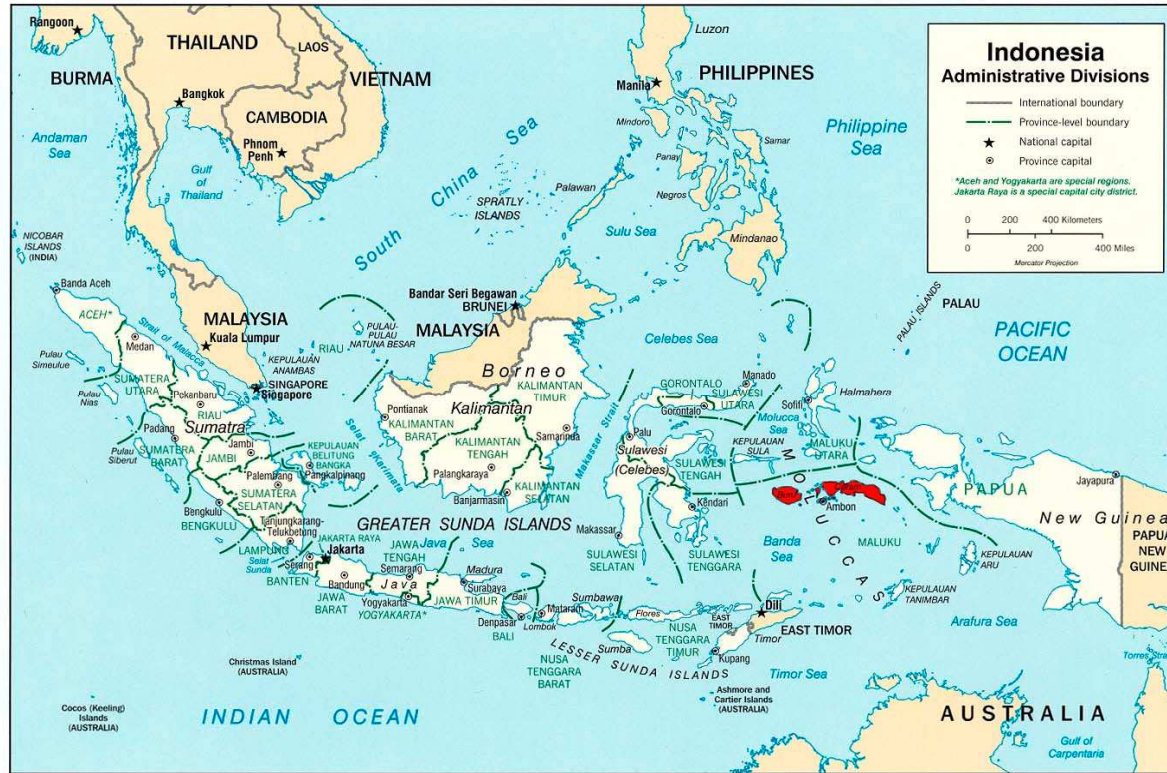 Indonesia
Administrative Divisions
International boundary
Province-level boundary
National capital
Province capital
*Aceh and Yogyakarta are special regions.
Jakarta Raya is a special capital city district.
0 200 400 Kilometers
0 200 400 Miles
Mercator Projection
Rangoon
THAILAND
LAOS
BURMA
VIETNAM
Bangkok
CAMBODIA
Phnom
Penh
Andaman
Sea
Gulf
of
Thailand
South China Sea
SPRATLY
ISLANDS
Luzon
PHILIPPINES
Manila
Mindoro
Samar
Panay
Palawan
Negros
Philippine
Sea
Sulu Sea
Mindanao
NICOBAR
ISLANDS
(INDIA)
Banda Aceh
ACEH*
Medan
Strait of Malacca
MALAYSIA
Kuala Lumpur
Pulau
Simeulue
Pulau
Nias
SUMATERA
UTARA
Pekanbaru
RIAU
Sumatra
Padang
SUMATERA
BARAT
Pulau
Siberut
Jambi
JAMBI
Palembang
SUMATERA
SELATAN
Bengkulu
BENGKULU
Tanjungkarang-
Telukbetong
LAMPUNG
Selat
Sunda
SINGAPORE
Singapore
KEPULAUAN
ANAMBAS
RIAU
PULAU-
PULAU
NATUNA BESAR
KEPULAUAN
BELITUNG
BANGKA
Pangkalpinang
Selat Karimata
Bandar Seri Begawan
BRUNEI
MALAYSIA
Borneo
Kalimantan
KALIMANTAN
TIMUR
Pontianak
KALIMANTAN
BARAT
KALIMANTAN
TENGAH
Samarinda
Palangkaraya
Banjarmasin
KALIMANTAN
SELATAN
Makassar Strait
Celebes Sea
PALAU ISLANDS
PALAU
PACIFIC
OCEAN
Manado
GORONTALO
SULAWESI
UTARA
Gorontalo
Palu
Sulawesi
(Celebes)
SULAWESI
TENGAH
Kendari
Makassar
SULAWESI
SELATAN
SULAWESI
TENGGARA
Sofifi
Halmahera
Molucca
Sea
MALUKU
UTARA
KEPULAUAN
SULA
MOLUCCAS
Buru
Ceram
Ambon
MALUKU
Banda
Sea
PAPUA
Jayapura
New Guinea
PAPUA
NEW
GUINEA
KEPULAUAN
ARU
KEPULAUAN
TANIMBAR
Arafura Sea
GREATER SUNDA ISLANDS
Java Sea
JAKARTA RAYA
Jakarta
Serang
BANTEN
Bandung
JAWA
BARAT
JAWA
TENGAH
Semarang
Java
Yogyakarta
YOGYAKARTA*
Madura
Surabaya
JAWA TIMUR
Bali
Denpasar
BALI
Lombok
Mataram
Sumbawa
NUSA
TENGGARA
BARAT
Flores
Sumba
LESSER SUNDA ISLANDS
NUSA
TENGGARA
TIMUR
EAST
TIMOR
Dili
EAST TIMOR
Timor
Kupang
Timor Sea
Christmas Island
(AUSTRALIA)
Cocos (Keeling)
Islands
(AUSTRALIA)
INDIAN OCEAN
Ashmore and
Cartier Islands
(AUSTRALIA)
AUSTRALIA
Gulf of
Carpentaria